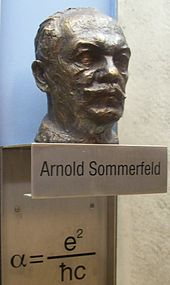 Arnold Sommerfeld
α = e²/ħc